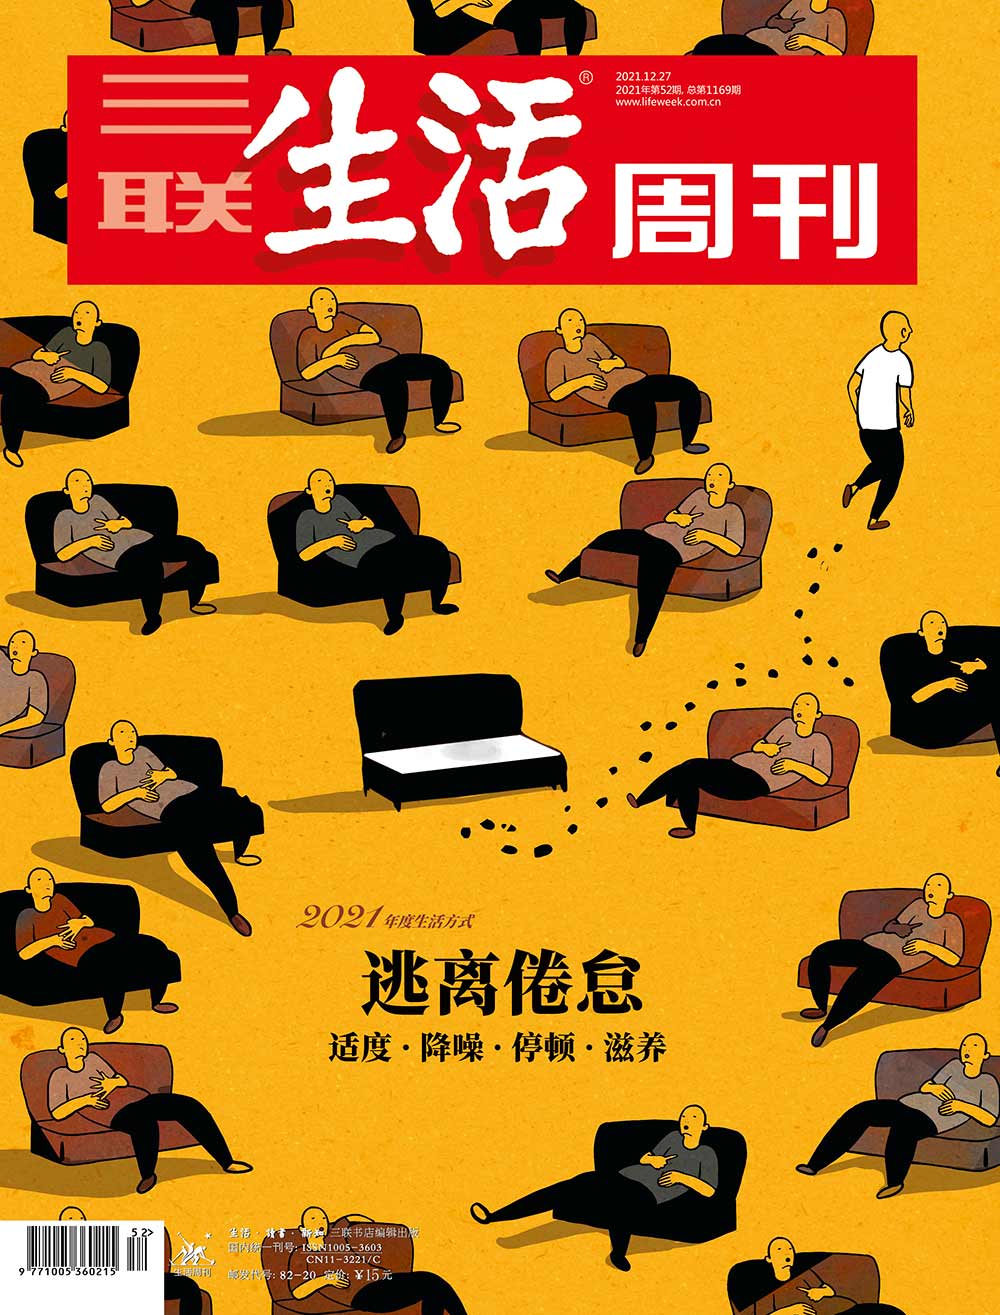 三联生活周刊®
2021.12.27
2021年第52期, 总第1169期
www.lifeweek.com.cn
2021年度生活方式
逃离倦怠
适度·降噪·停顿·滋养
52>
9 771005 360215
生活周刊
生活·读书·新知 三联书店编辑出版
国内统一刊号: ISSN1005-3603
CN11-3221/C
邮发代号: 82-20 定价: ¥15元